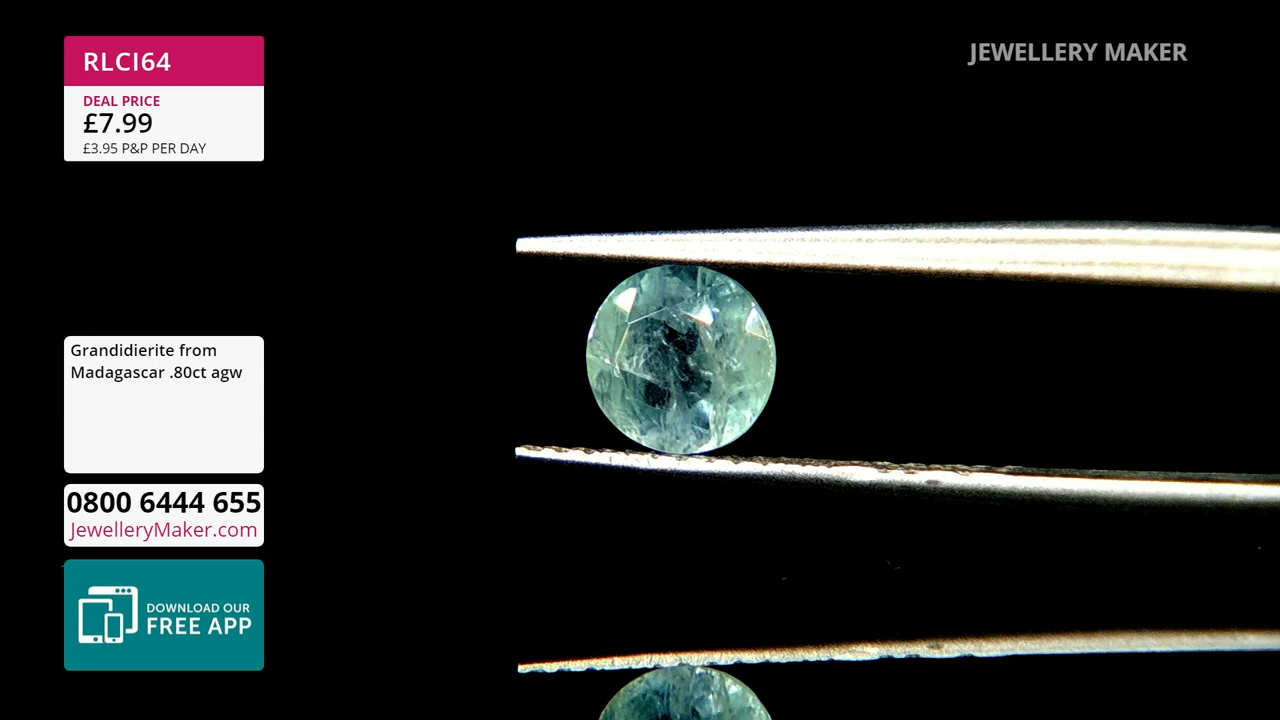 RLCI64
DEAL PRICE
£7.99
£3.95 P&P PER DAY
JEWELLERY MAKER
Grandidierite from
Madagascar .80ct agw
0800 6444 655
JewelleryMaker.com
DOWNLOAD OUR
FREE APP